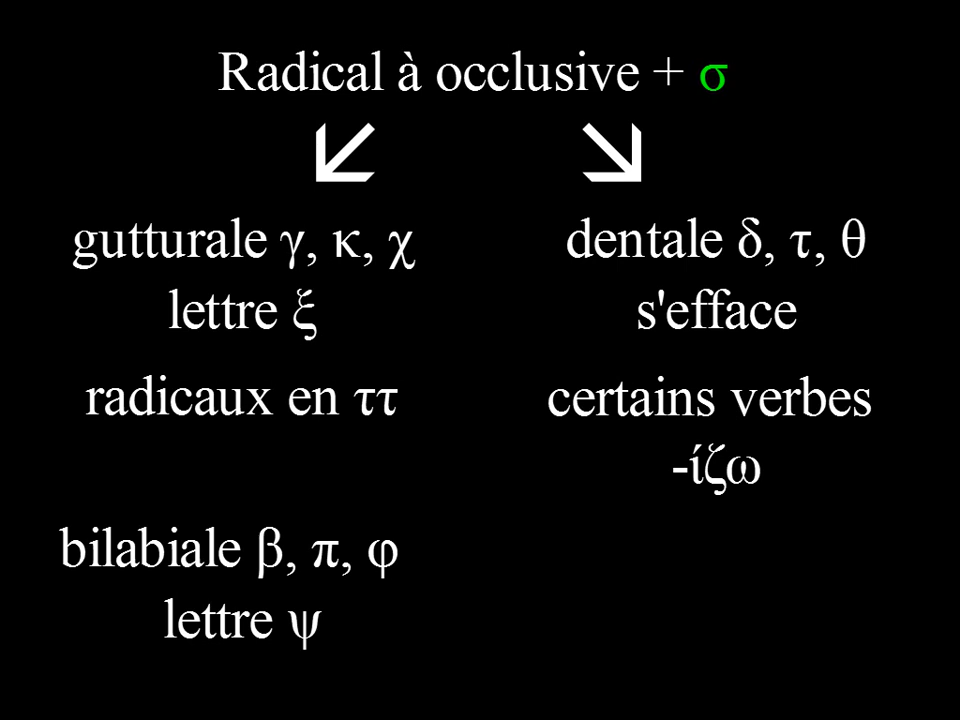 Radical à occlusive + σ
gutturale γ, κ, χ
lettre ξ
radicaux en ττ
bilabiale β, π, φ
lettre ψ
dentale δ, τ, θ
s'efface
certains verbes
-ίζω